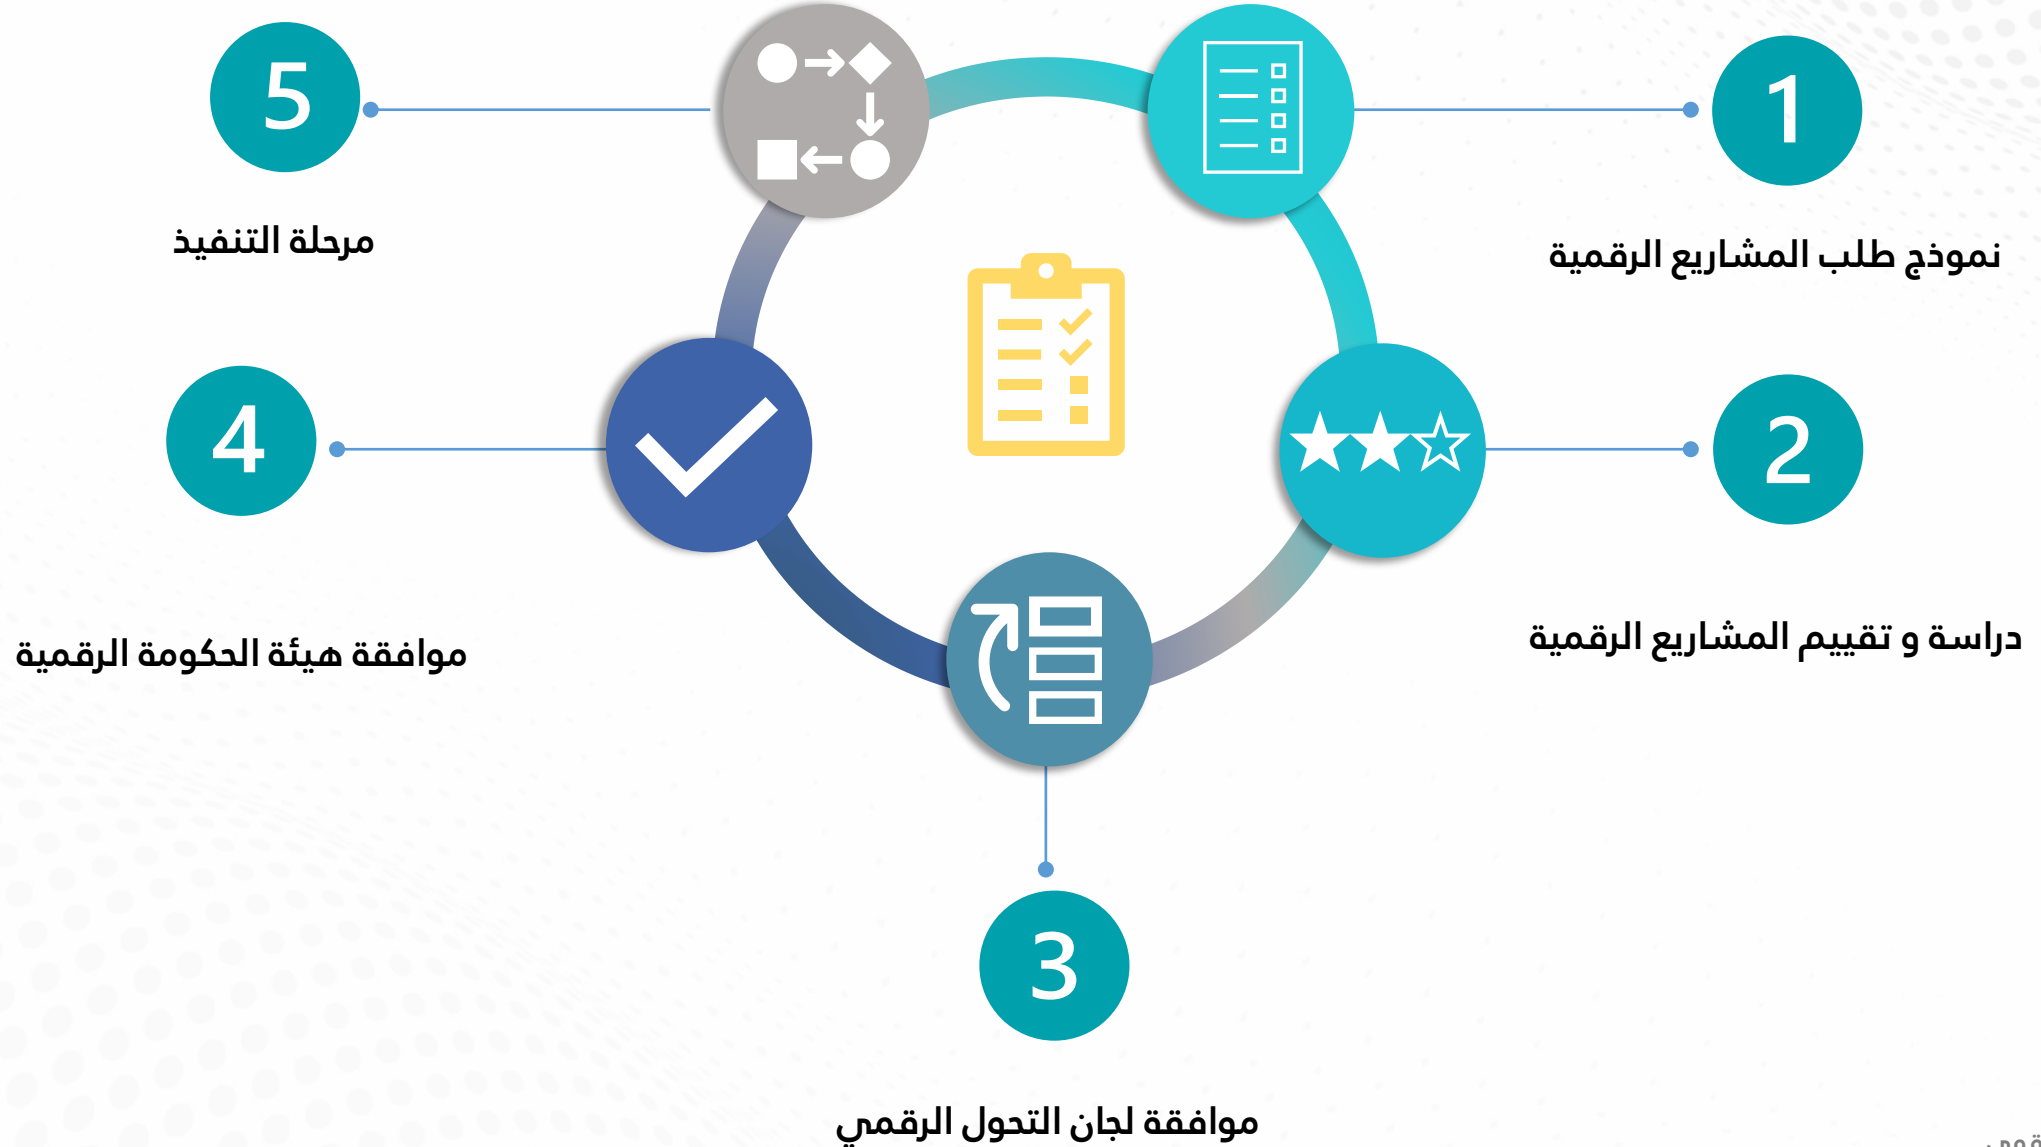 1
نموذج طلب المشاريع الرقمية
2
دراسة و تقييم المشاريع الرقمية
3
موافقة لجان التحول الرقمي
4
موافقة هيئة الحكومة الرقمية
5
مرحلة التنفيذ